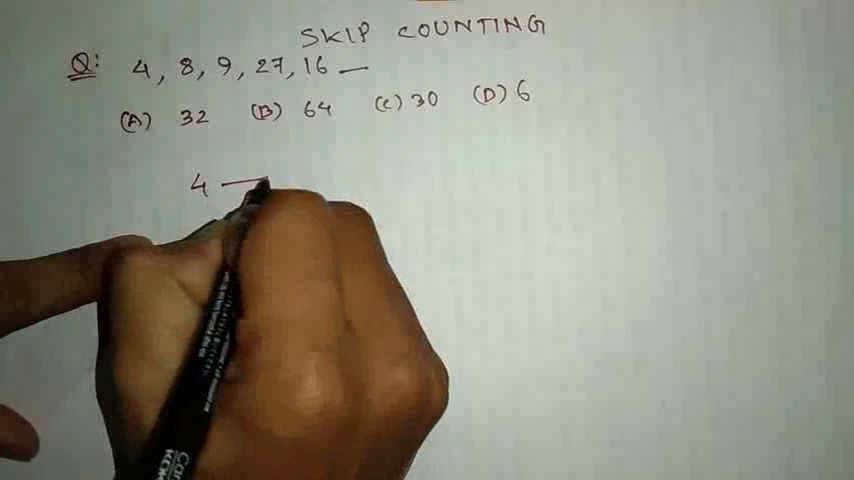 SKIP COUNTING
Q: 4, 8, 9, 27, 16 —
(A) 32 (B) 64 (C) 30 (D) 6
4 —